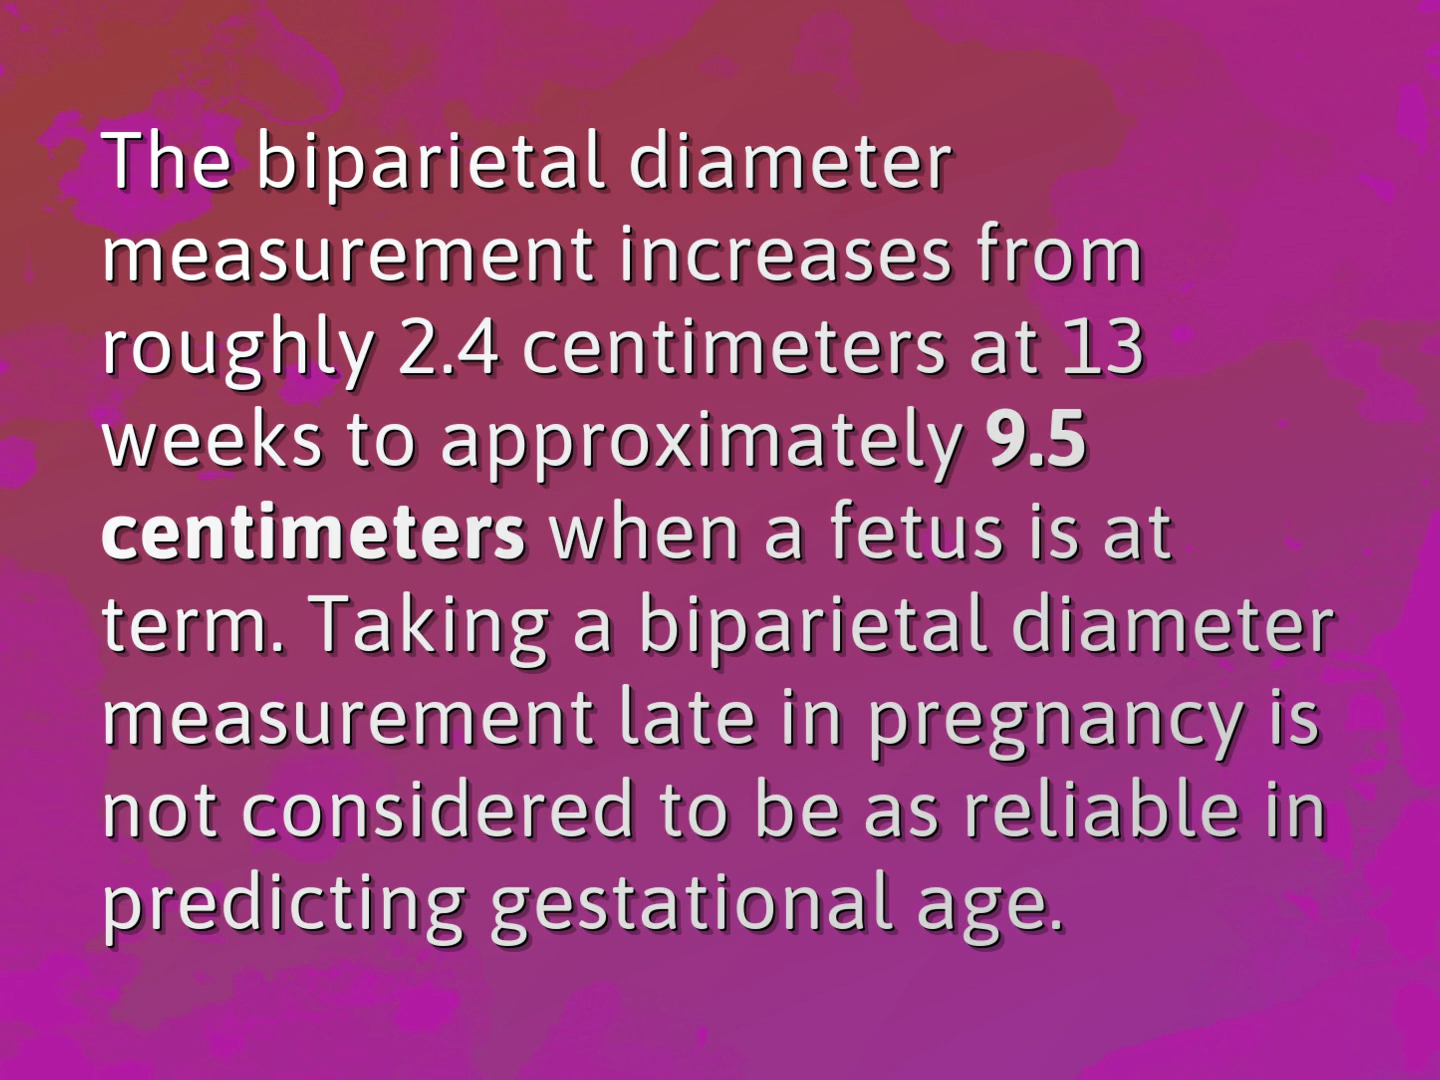 The biparietal diameter
measurement increases from
roughly 2.4 centimeters at 13
weeks to approximately 9.5
centimeters when a fetus is at
term. Taking a biparietal diameter
measurement late in pregnancy is
not considered to be as reliable in
predicting gestational age.